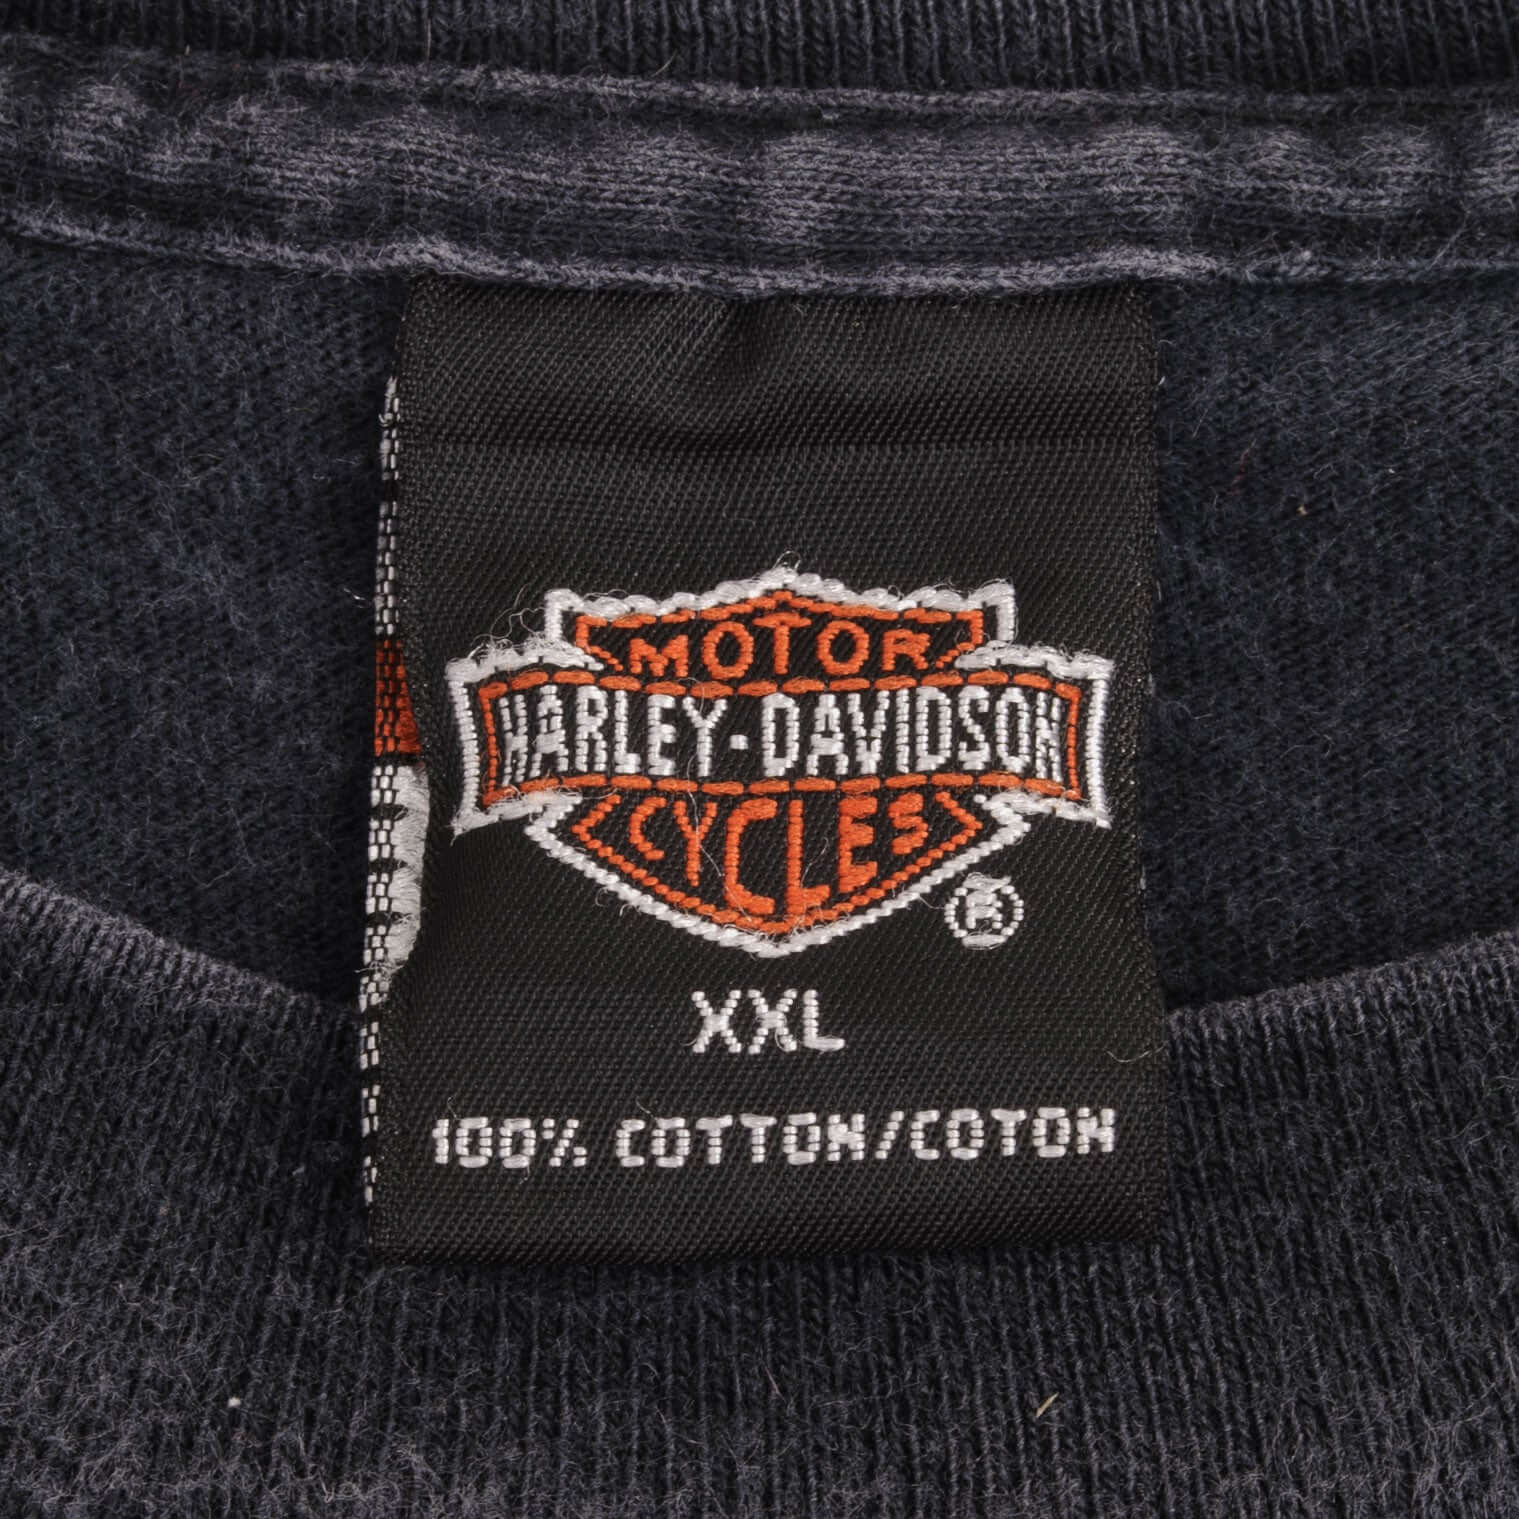 MOTOR
HARLEY-DAVIDSON
CYCLES
®
XXL
100% COTTON/COTON